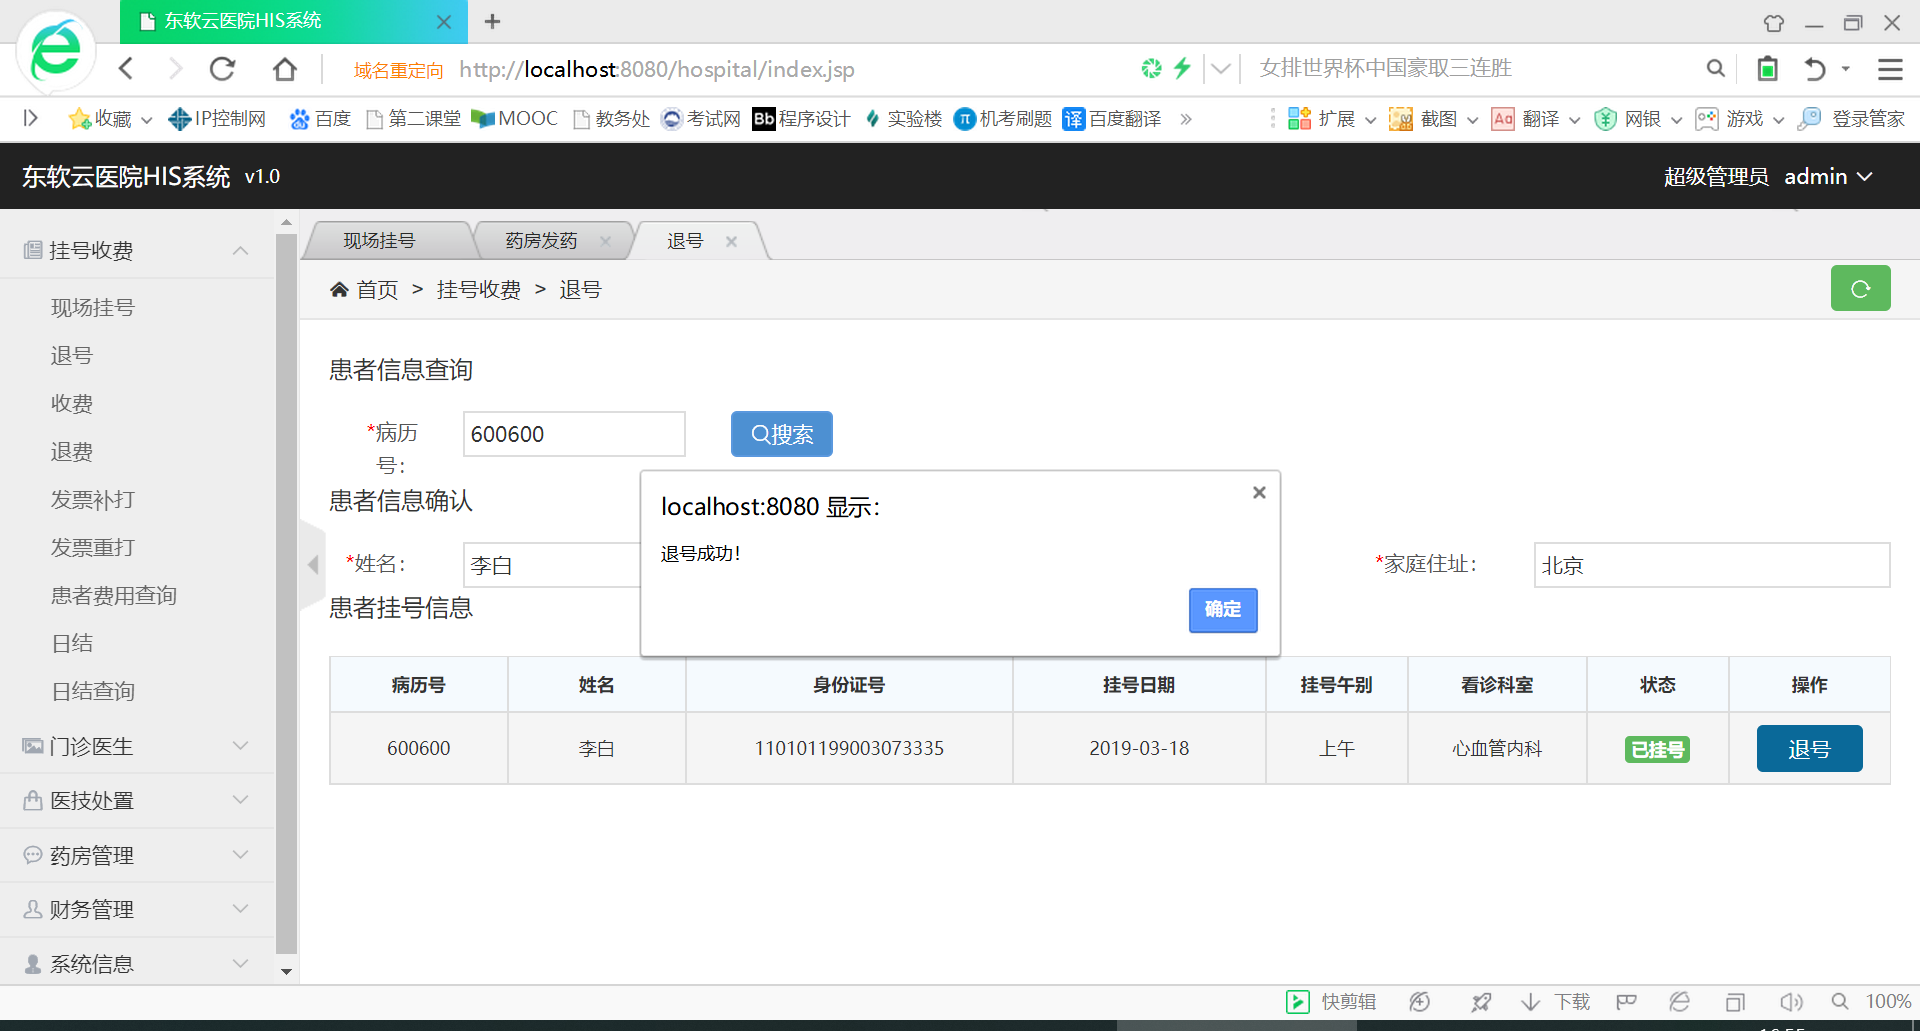 东软云医院HIS系统
域名重定向 http://localhost:8080/hospital/index.jsp 女排世界杯中国豪取三连胜
收藏 IP控制网 百度 第二课堂 MOOC 教务处 考试网 Bb 程序设计 实验楼 π 机考刷题 译 百度翻译 » 扩展 截图 Aa 翻译 网银 游戏 登录管家
东软云医院HIS系统 v1.0 超级管理员 admin
挂号收费
现场挂号
退号
收费
退费
发票补打
发票重打
患者费用查询
日结
日结查询
门诊医生
医技处置
药房管理
财务管理
系统信息
现场挂号 药房发药 退号
首页 > 挂号收费 > 退号
患者信息查询
*病历号： 600600 搜索
患者信息确认
*姓名： 李白 *家庭住址： 北京
患者挂号信息
localhost:8080 显示：
退号成功！
确定
病历号 姓名 身份证号 挂号日期 挂号午别 看诊科室 状态 操作
600600 李白 110101199003073335 2019-03-18 上午 心血管内科 已挂号 退号
快剪辑 下载 100%